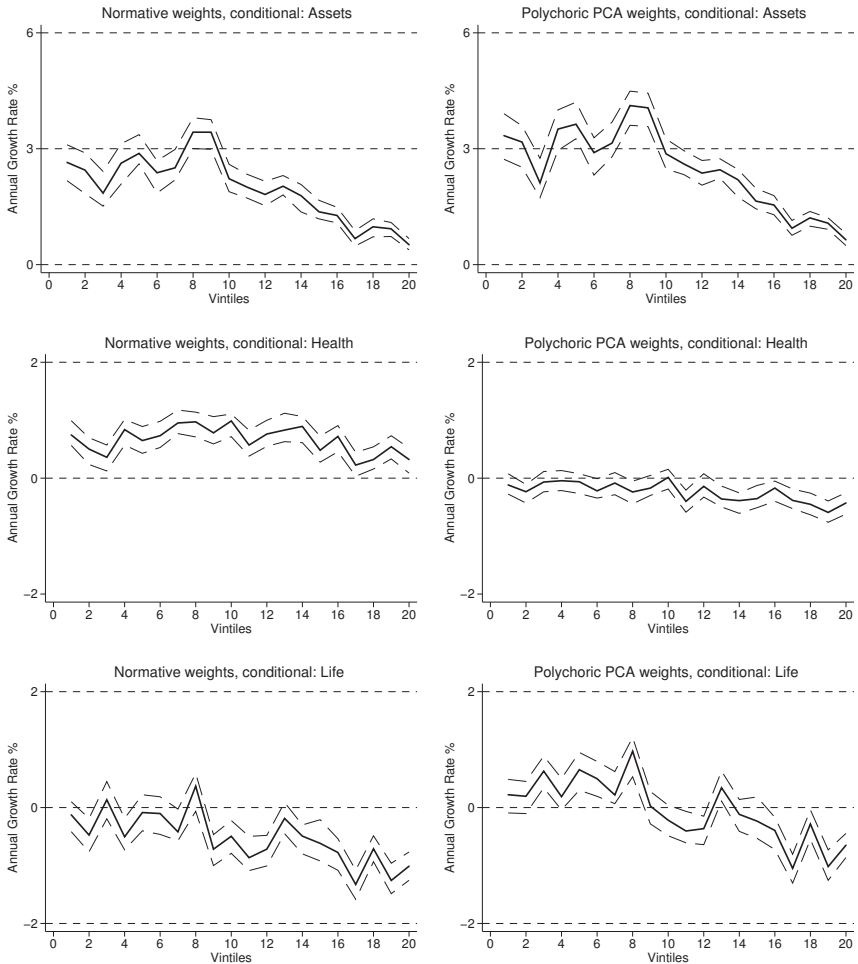 Normative weights, conditional: Assets
Annual Growth Rate %
6
3
0
0 2 4 6 8 10 12 14 16 18 20
Vintiles
Polychoric PCA weights, conditional: Assets
Annual Growth Rate %
6
3
0
0 2 4 6 8 10 12 14 16 18 20
Vintiles
Normative weights, conditional: Health
Annual Growth Rate %
2
0
−2
0 2 4 6 8 10 12 14 16 18 20
Vintiles
Polychoric PCA weights, conditional: Health
Annual Growth Rate %
2
0
−2
0 2 4 6 8 10 12 14 16 18 20
Vintiles
Normative weights, conditional: Life
Annual Growth Rate %
2
0
−2
0 2 4 6 8 10 12 14 16 18 20
Vintiles
Polychoric PCA weights, conditional: Life
Annual Growth Rate %
2
0
−2
0 2 4 6 8 10 12 14 16 18 20
Vintiles